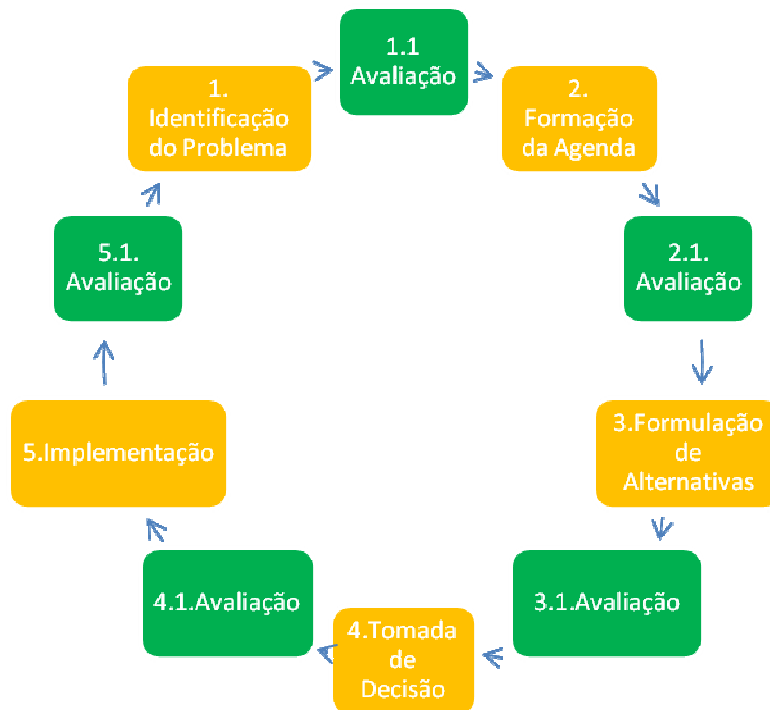 1.1
Avaliação
1.
Identificação
do Problema
2.
Formação
da Agenda
5.1.
Avaliação
2.1.
Avaliação
5.Implementação
3.Formulação
de
Alternativas
4.1.Avaliação
3.1.Avaliação
4.Tomada
de
Decisão